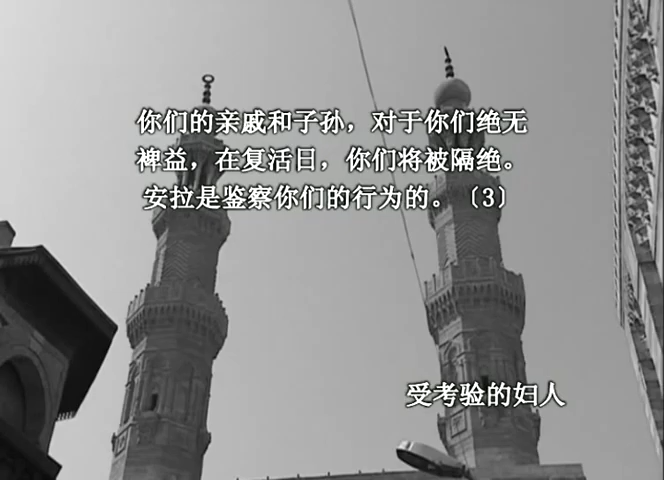 你们的亲戚和子孙，对于你们绝无
裨益，在复活日，你们将被隔绝。
安拉是鉴察你们的行为的。〔3〕
受考验的妇人